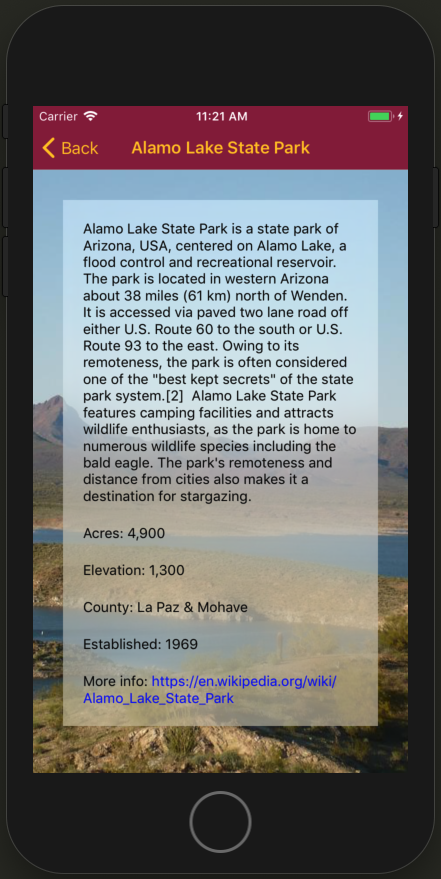 Carrier 11:21 AM
Back Alamo Lake State Park
Alamo Lake State Park is a state park of
Arizona, USA, centered on Alamo Lake, a
flood control and recreational reservoir.
The park is located in western Arizona
about 38 miles (61 km) north of Wenden.
It is accessed via paved two lane road off
either U.S. Route 60 to the south or U.S.
Route 93 to the east. Owing to its
remoteness, the park is often considered
one of the "best kept secrets" of the state
park system.[2]  Alamo Lake State Park
features camping facilities and attracts
wildlife enthusiasts, as the park is home to
numerous wildlife species including the
bald eagle. The park's remoteness and
distance from cities also makes it a
destination for stargazing.
Acres: 4,900
Elevation: 1,300
County: La Paz & Mohave
Established: 1969
More info: https://en.wikipedia.org/wiki/
Alamo_Lake_State_Park